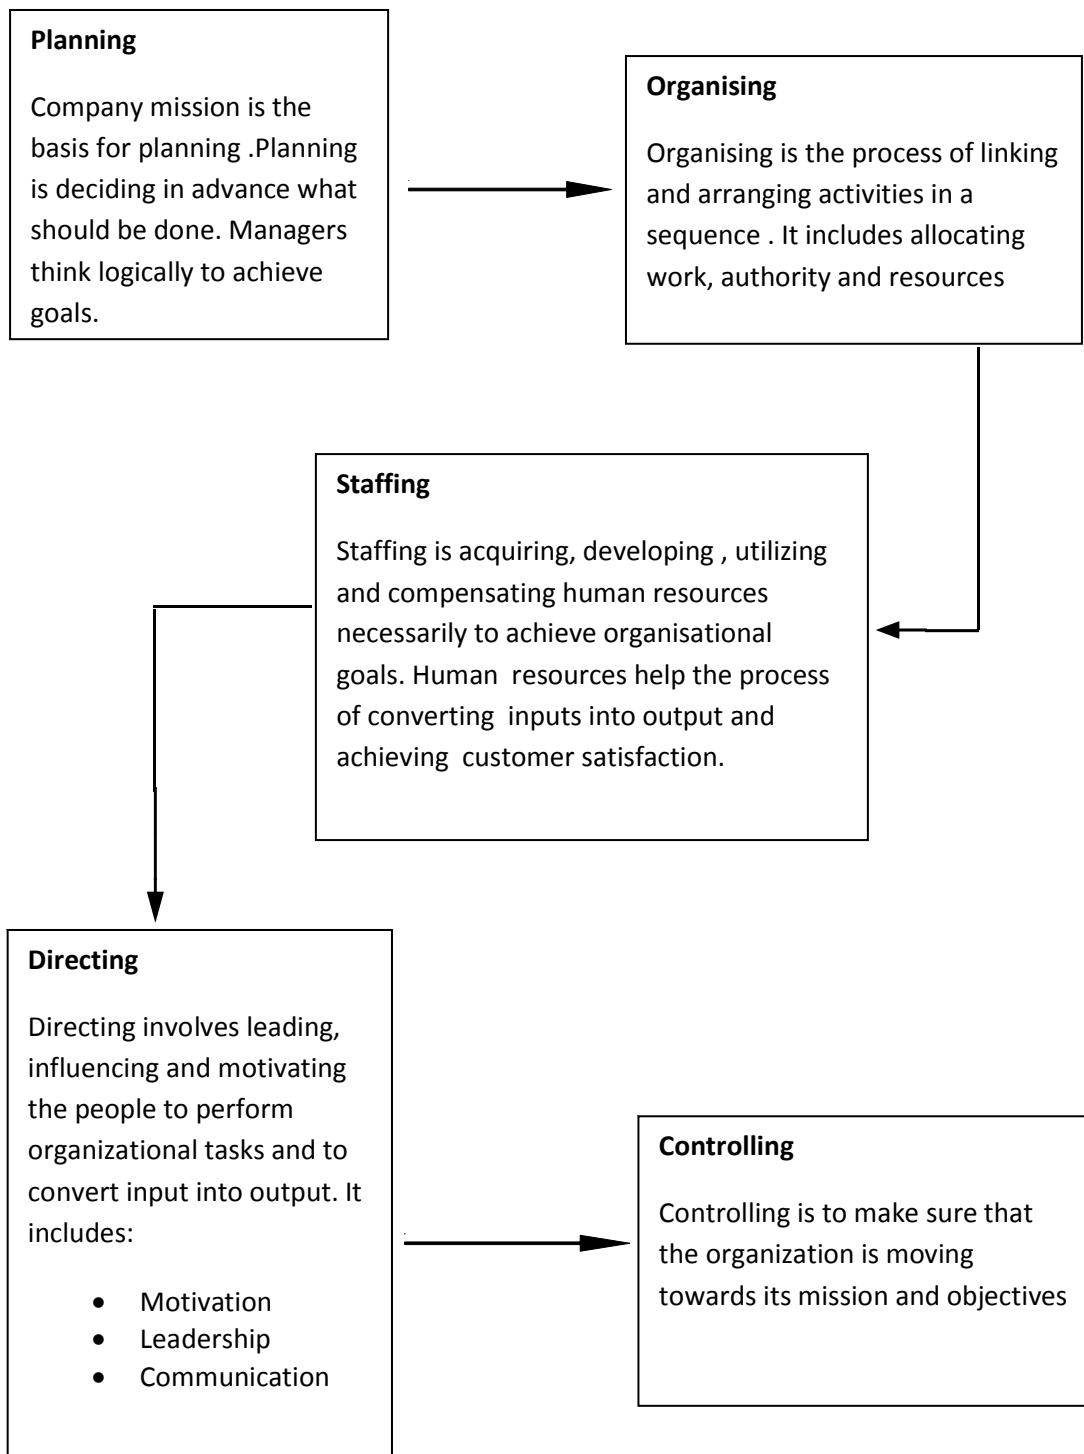 Planning
Company mission is the
basis for planning .Planning
is deciding in advance what
should be done. Managers
think logically to achieve
goals.
Organising
Organising is the process of linking
and arranging activities in a
sequence . It includes allocating
work, authority and resources
Staffing
Staffing is acquiring, developing , utilizing
and compensating human resources
necessarily to achieve organisational
goals. Human  resources help the process
of converting  inputs into output and
achieving  customer satisfaction.
Directing
Directing involves leading,
influencing and motivating
the people to perform
organizational tasks and to
convert input into output. It
includes:
• Motivation
• Leadership
• Communication
Controlling
Controlling is to make sure that
the organization is moving
towards its mission and objectives